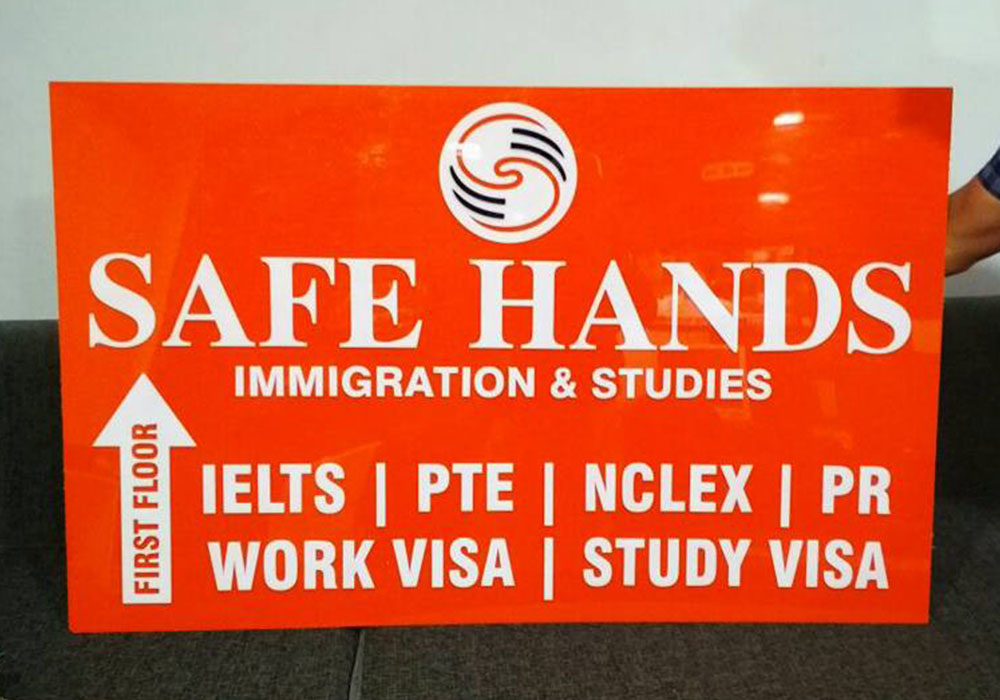 SAFE HANDS
IMMIGRATION & STUDIES
FIRST FLOOR
IELTS | PTE | NCLEX | PR
WORK VISA | STUDY VISA